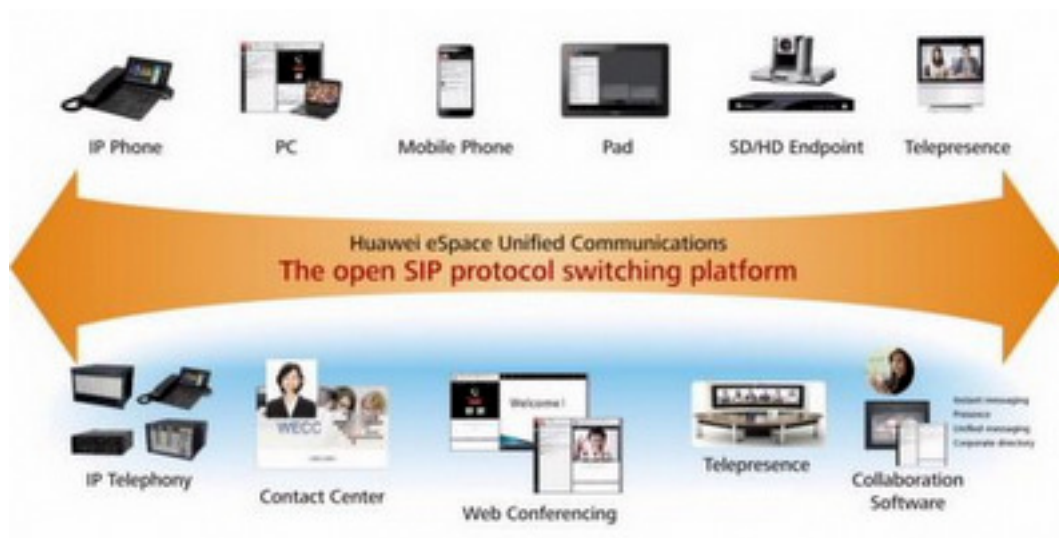 IP Phone
PC
Mobile Phone
Pad
SD/HD Endpoint
Telepresence
Huawei eSpace Unified Communications
The open SIP protocol switching platform
WECC
Welcome!
Instant messaging
Presence
Unified messaging
Corporate directory
IP Telephony
Contact Center
Web Conferencing
Telepresence
Collaboration
Software